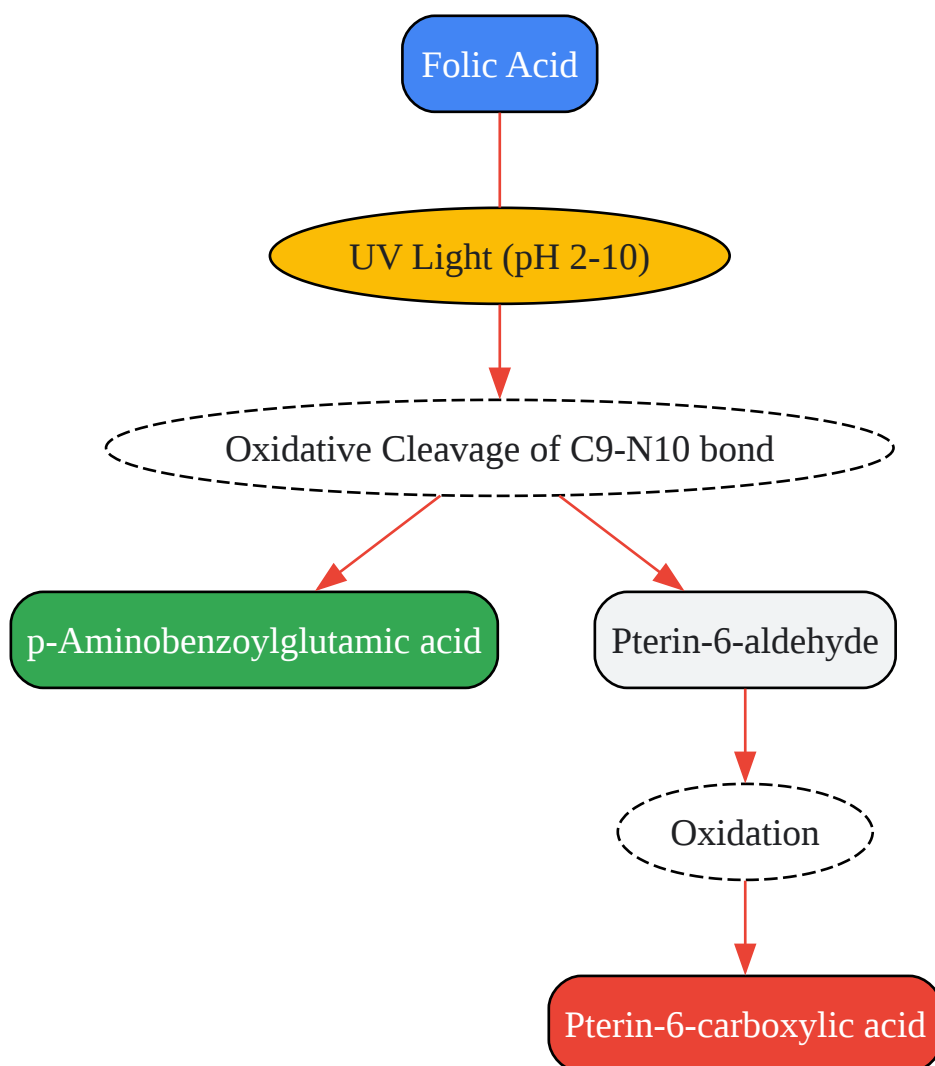 Folic Acid
UV Light (pH 2-10)
Oxidative Cleavage of C9-N10 bond
p-Aminobenzoylglutamic acid
Pterin-6-aldehyde
Oxidation
Pterin-6-carboxylic acid